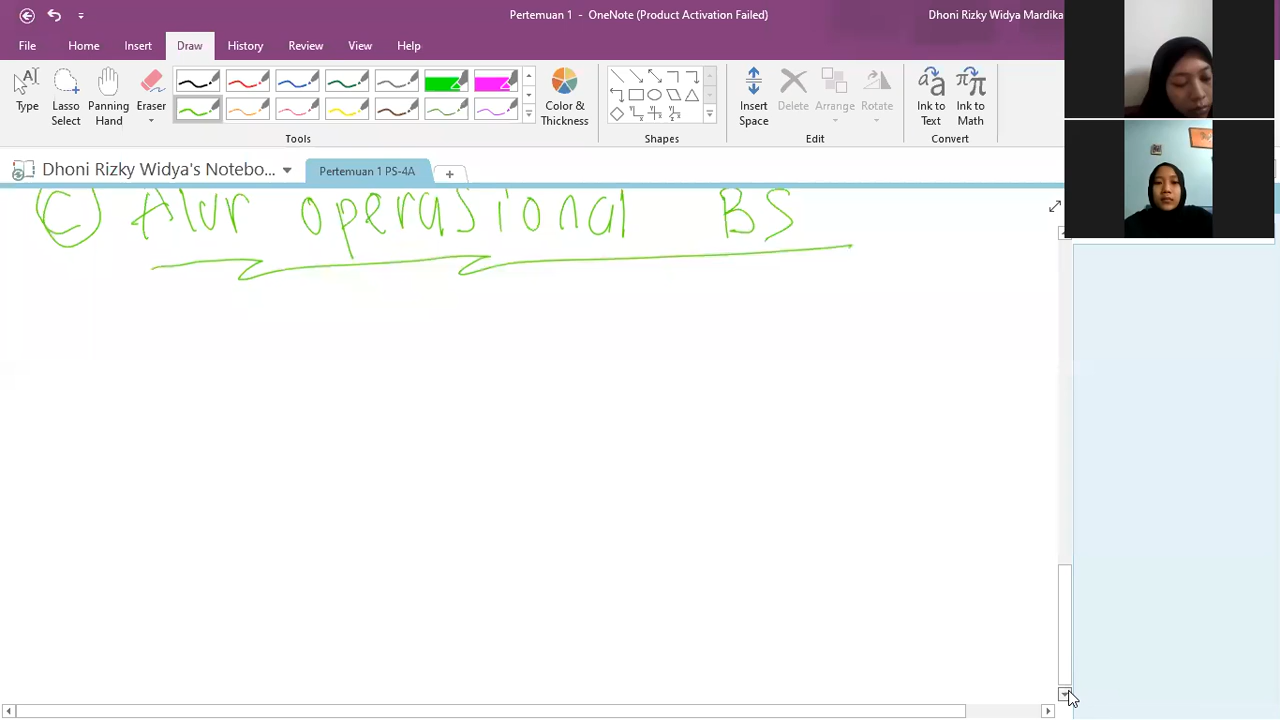 Pertemuan 1 - OneNote (Product Activation Failed)
Dhoni Rizky Widya Mardika
File
Home
Insert
Draw
History
Review
View
Help
Type
Lasso Select
Panning Hand
Eraser
Color & Thickness
Insert Space
Delete
Arrange
Rotate
Ink to Text
Ink to Math
Tools
Shapes
Edit
Convert
Dhoni Rizky Widya's Notebo...
Pertemuan 1 PS-4A
C) Alur operasional BS